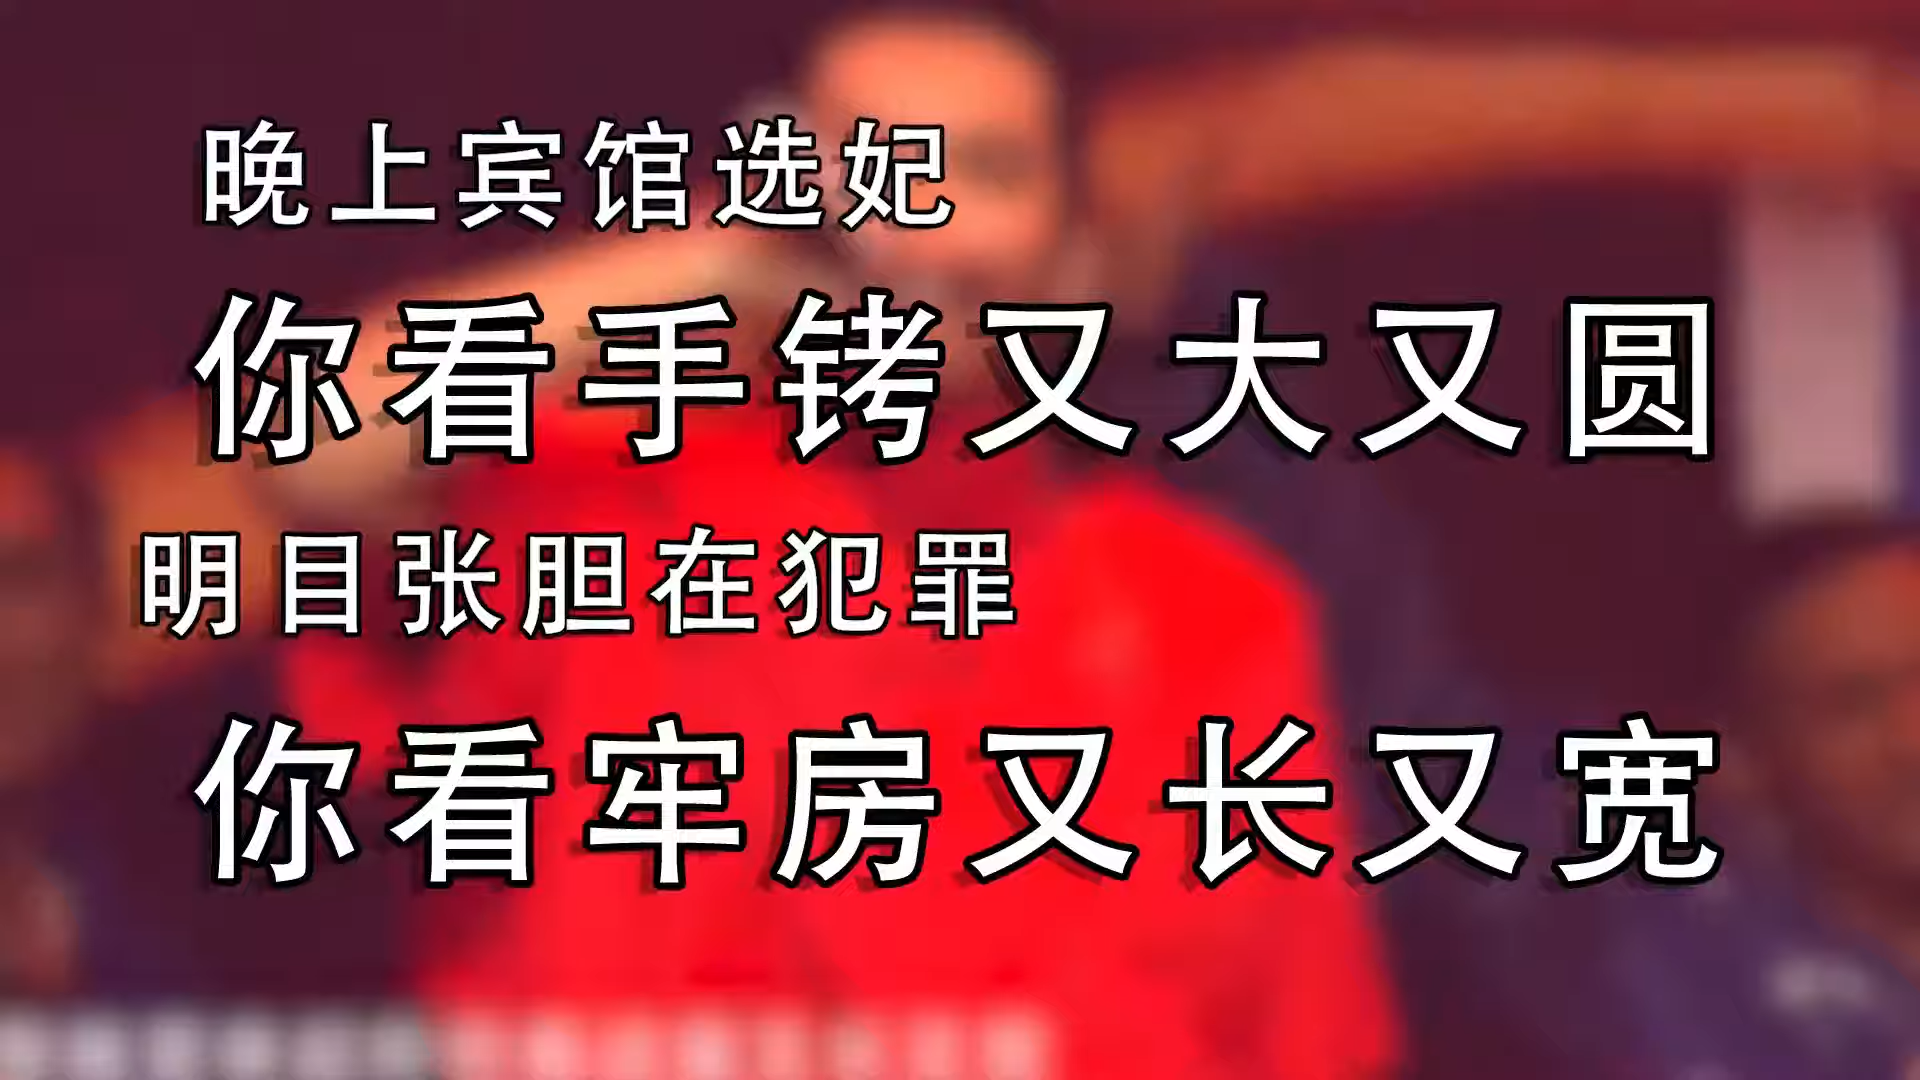 晚上宾馆选妃
你看手铐又大又圆
明目张胆在犯罪
你看牢房又长又宽